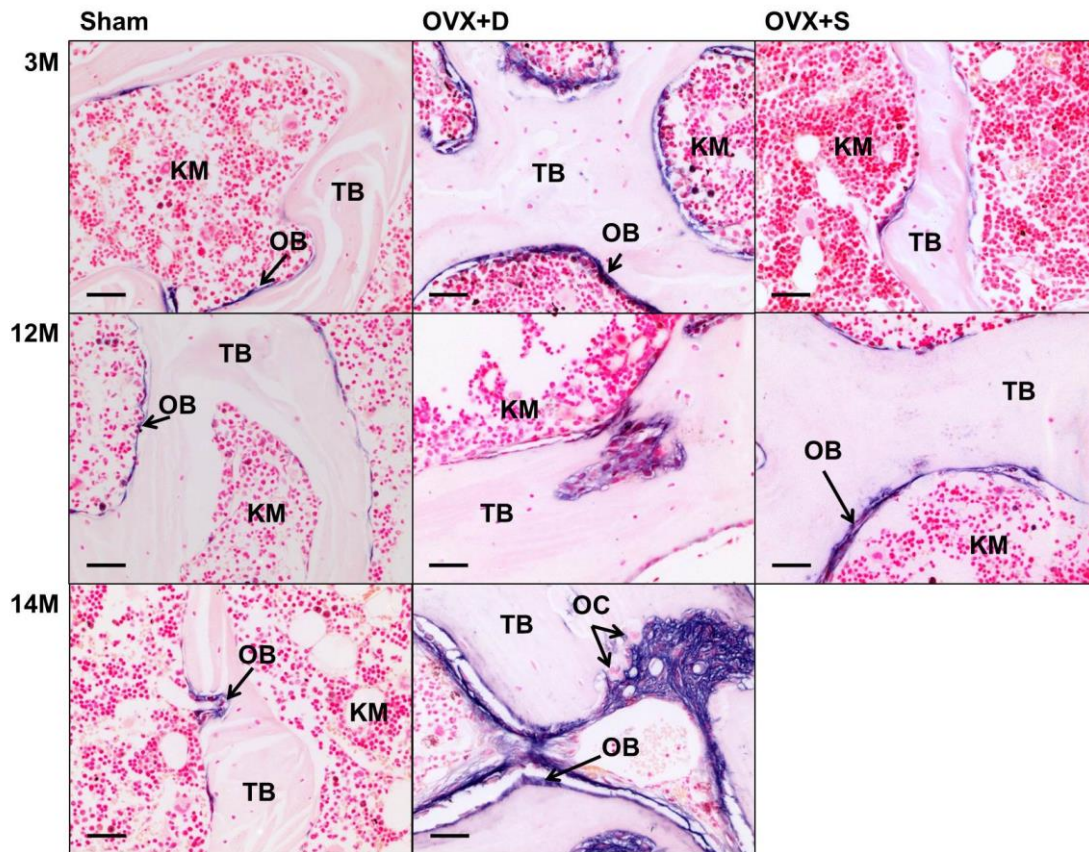 Sham OVX+D OVX+S
3M
KM TB OB
TB KM OB
KM TB
12M
TB OB KM
KM TB
TB OB KM
14M
OB KM TB
TB OC OB